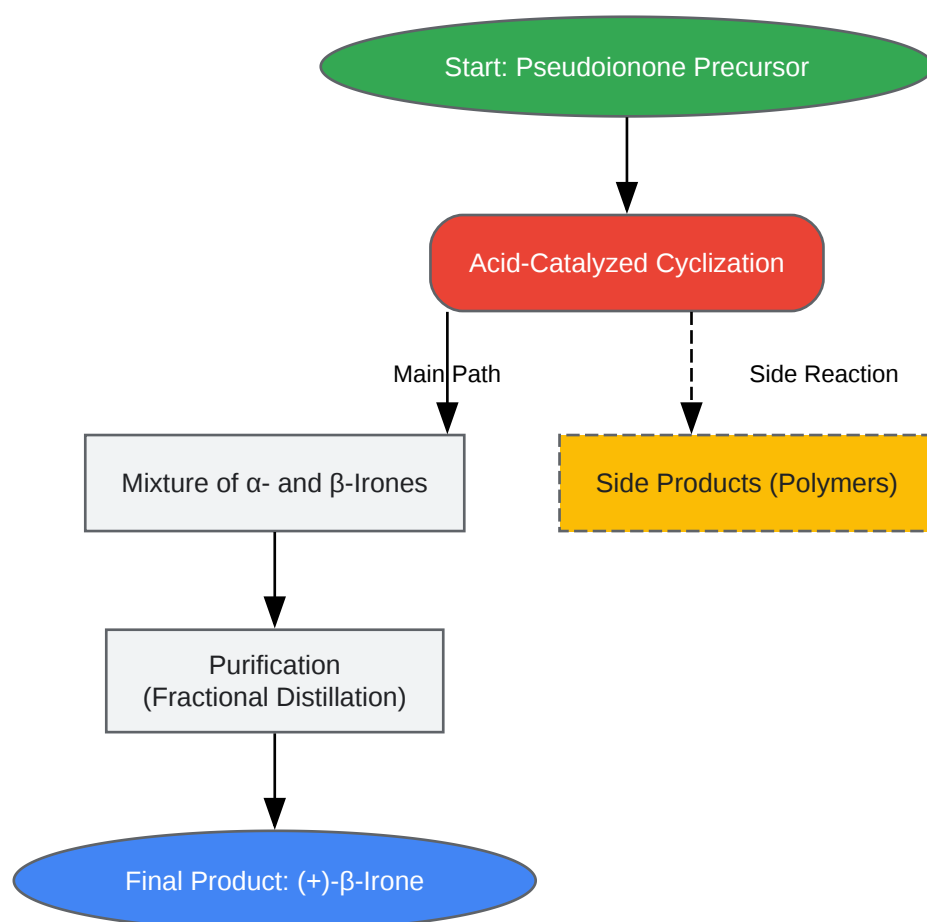 Start: Pseudoionone Precursor
Acid-Catalyzed Cyclization
Main Path
Side Reaction
Mixture of α- and β-Irones
Side Products (Polymers)
Purification
(Fractional Distillation)
Final Product: (+)-β-Irone